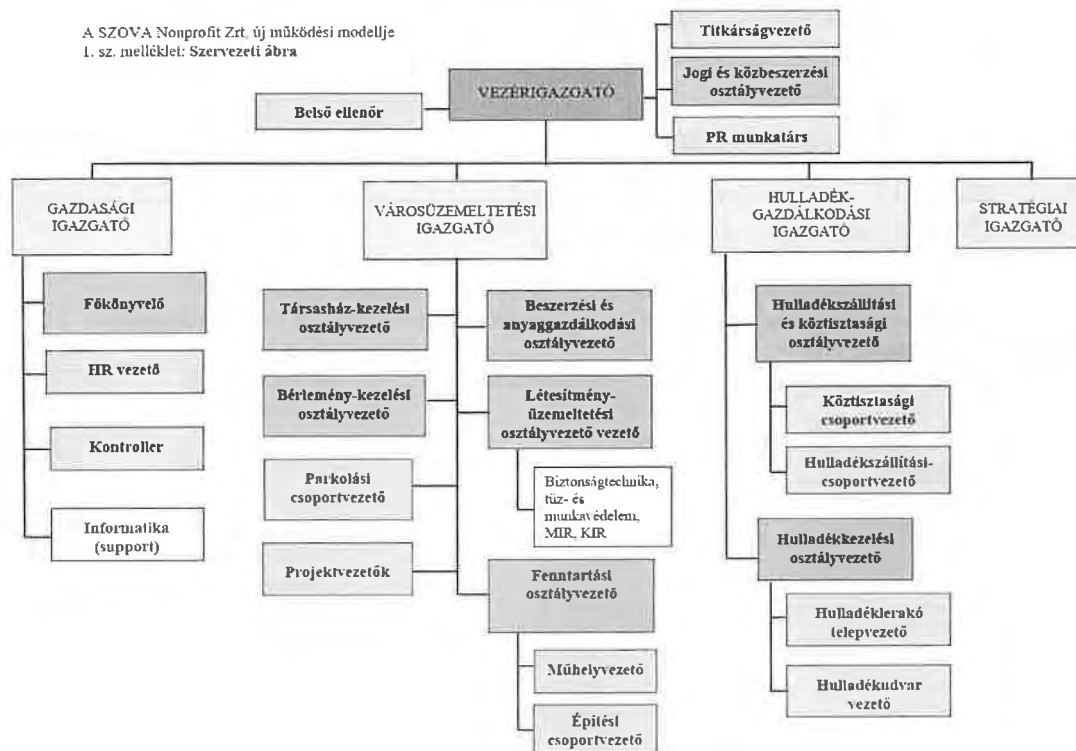 A SZOVA Nonprofit Zrt. új működési modellje
1. sz. melléklet: Szervezeti ábra
VEZÉRIGAZGATÓ
Belső ellenőr
Titkárságvezető
Jogi és közbeszerzési
osztályvezető
PR munkatárs
GAZDASÁGI
IGAZGATÓ
VÁROSÜZEMELTETÉSI
IGAZGATÓ
HULLADÉK-
GAZDÁLKODÁSI
IGAZGATÓ
STRATÉGIAI
IGAZGATÓ
Főkönyvelő
HR vezető
Kontroller
Informatika
(support)
Társasház-kezelési
osztályvezető
Bérlemény-kezelési
osztályvezető
Parkolási
csoportvezető
Projektvezetők
Beszerzési és
anyaggazdálkodási
osztályvezető
Létesítmény-
üzemeltetési
osztályvezető vezető
Biztonságtechnika,
tűz- és
munkavédelem,
MIR, KIR
Fenntartási
osztályvezető
Műhelyvezető
Építési
csoportvezető
Hulladékszállítási
és köztisztasági
osztályvezető
Köztisztasági
csoportvezető
Hulladékszállítási-
csoportvezető
Hulladékkezelési
osztályvezető
Hulladéklerakó
telepvezető
Hulladékudvar
vezető